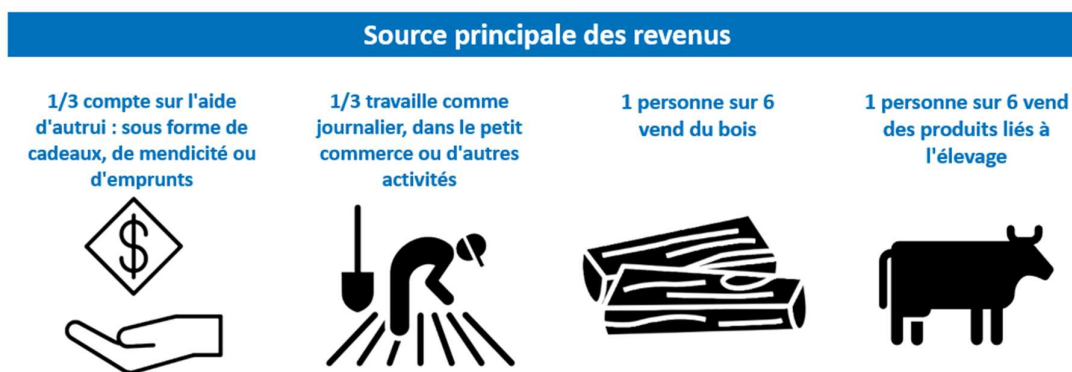 Source principale des revenus
1/3 compte sur l'aide
d'autrui : sous forme de
cadeaux, de mendicité ou
d'emprunts
1/3 travaille comme
journalier, dans le petit
commerce ou d'autres
activités
1 personne sur 6
vend du bois
1 personne sur 6 vend
des produits liés à
l'élevage
$